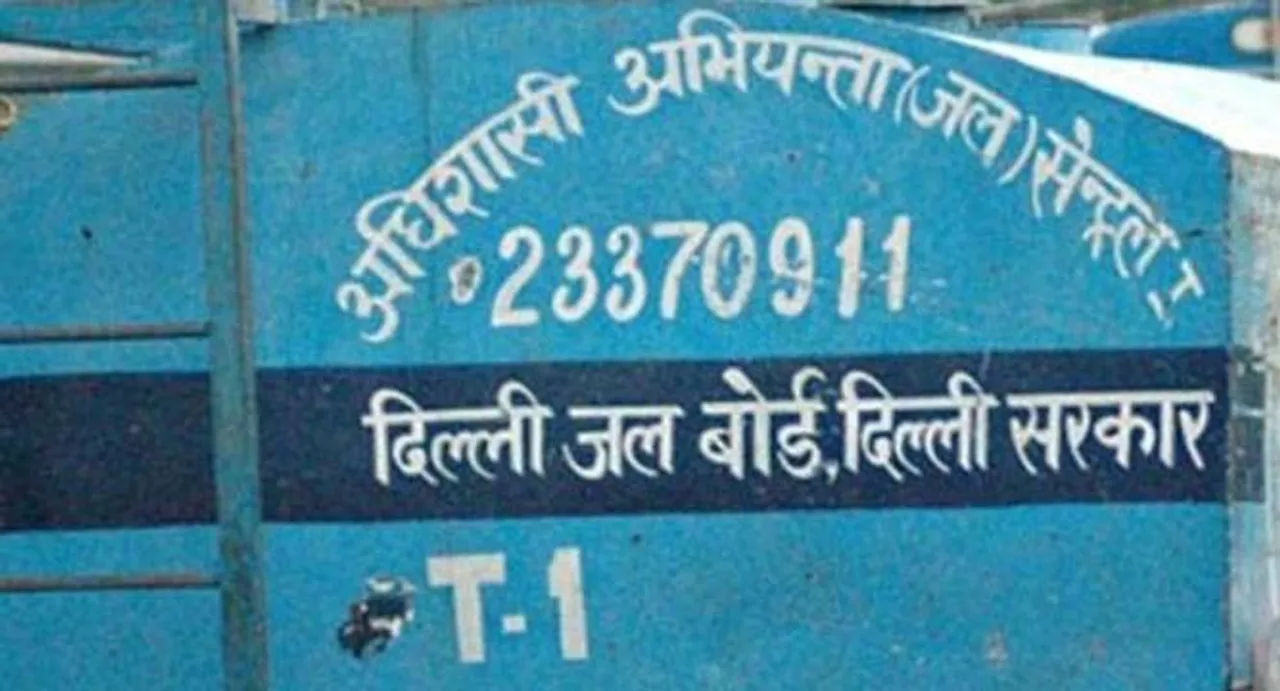 अधिशासी अभियन्ता (जल) सेन्ट्रल-I
23370911
दिल्ली जल बोर्ड, दिल्ली सरकार
T-1